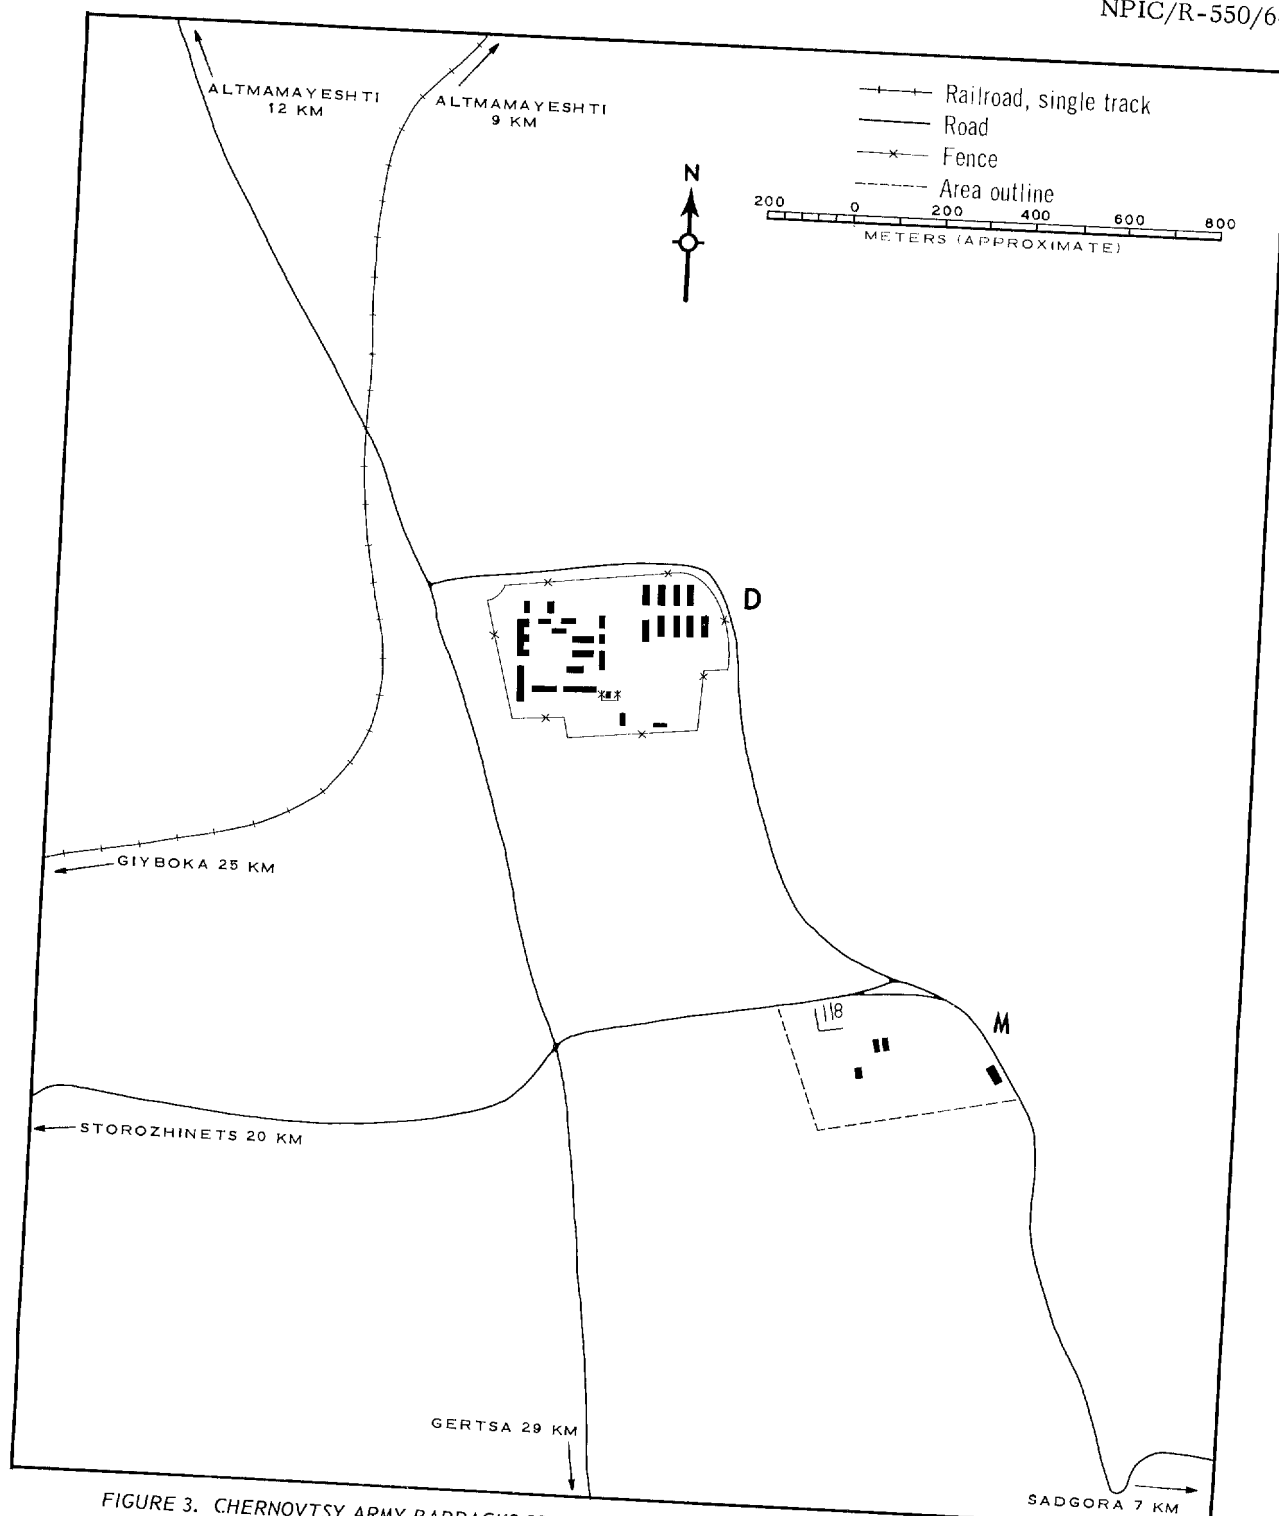 NPIC/R-550/6
ALTMAMAYESHTI
12 KM
ALTMAMAYESHTI
9 KM
Railroad, single track
Road
Fence
Area outline
N
200 0 200 400 600 800
METERS (APPROXIMATE)
D
GIYBOKA 25 KM
M
118
STOROZHINETS 20 KM
GERTSA 29 KM
SADGORA 7 KM
FIGURE 3. CHERNOVTSY ARMY BARRACKS